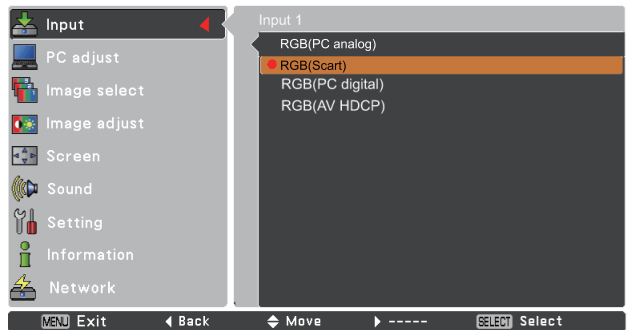 Input
PC adjust
Image select
Image adjust
Screen
Sound
Setting
Information
Network
Input 1
RGB(PC analog)
RGB(Scart)
RGB(PC digital)
RGB(AV HDCP)
MENU Exit
Back
Move
-----
SELECT Select